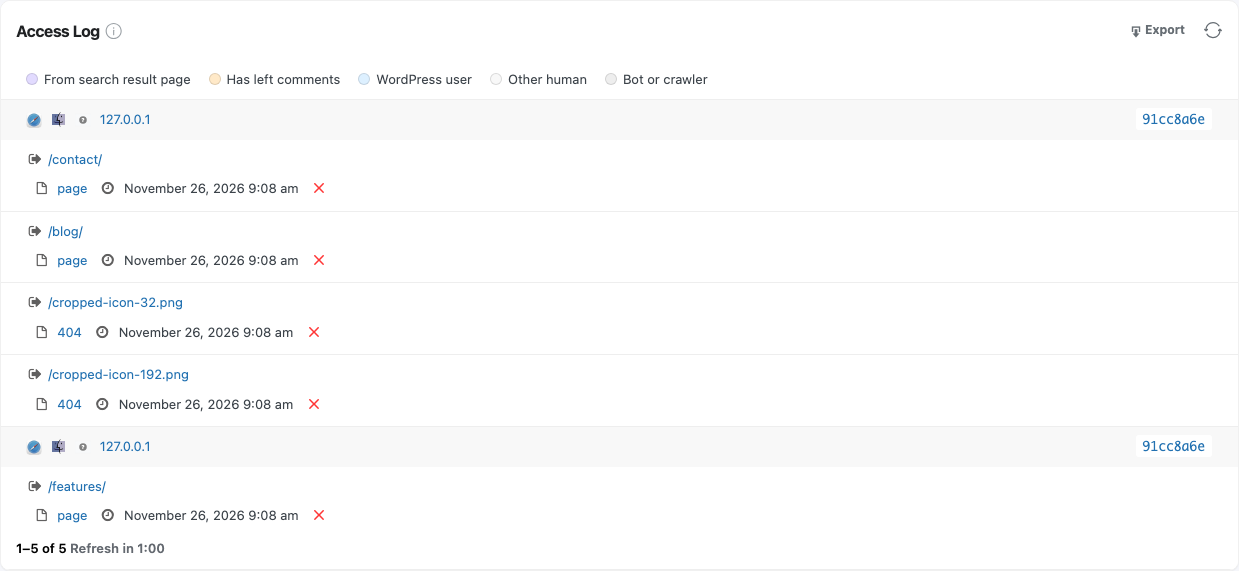 Access Log
Export
From search result page Has left comments WordPress user Other human Bot or crawler
127.0.0.1 91cc8a6e
/contact/
page November 26, 2026 9:08 am
/blog/
page November 26, 2026 9:08 am
/cropped-icon-32.png
404 November 26, 2026 9:08 am
/cropped-icon-192.png
404 November 26, 2026 9:08 am
127.0.0.1 91cc8a6e
/features/
page November 26, 2026 9:08 am
1–5 of 5 Refresh in 1:00